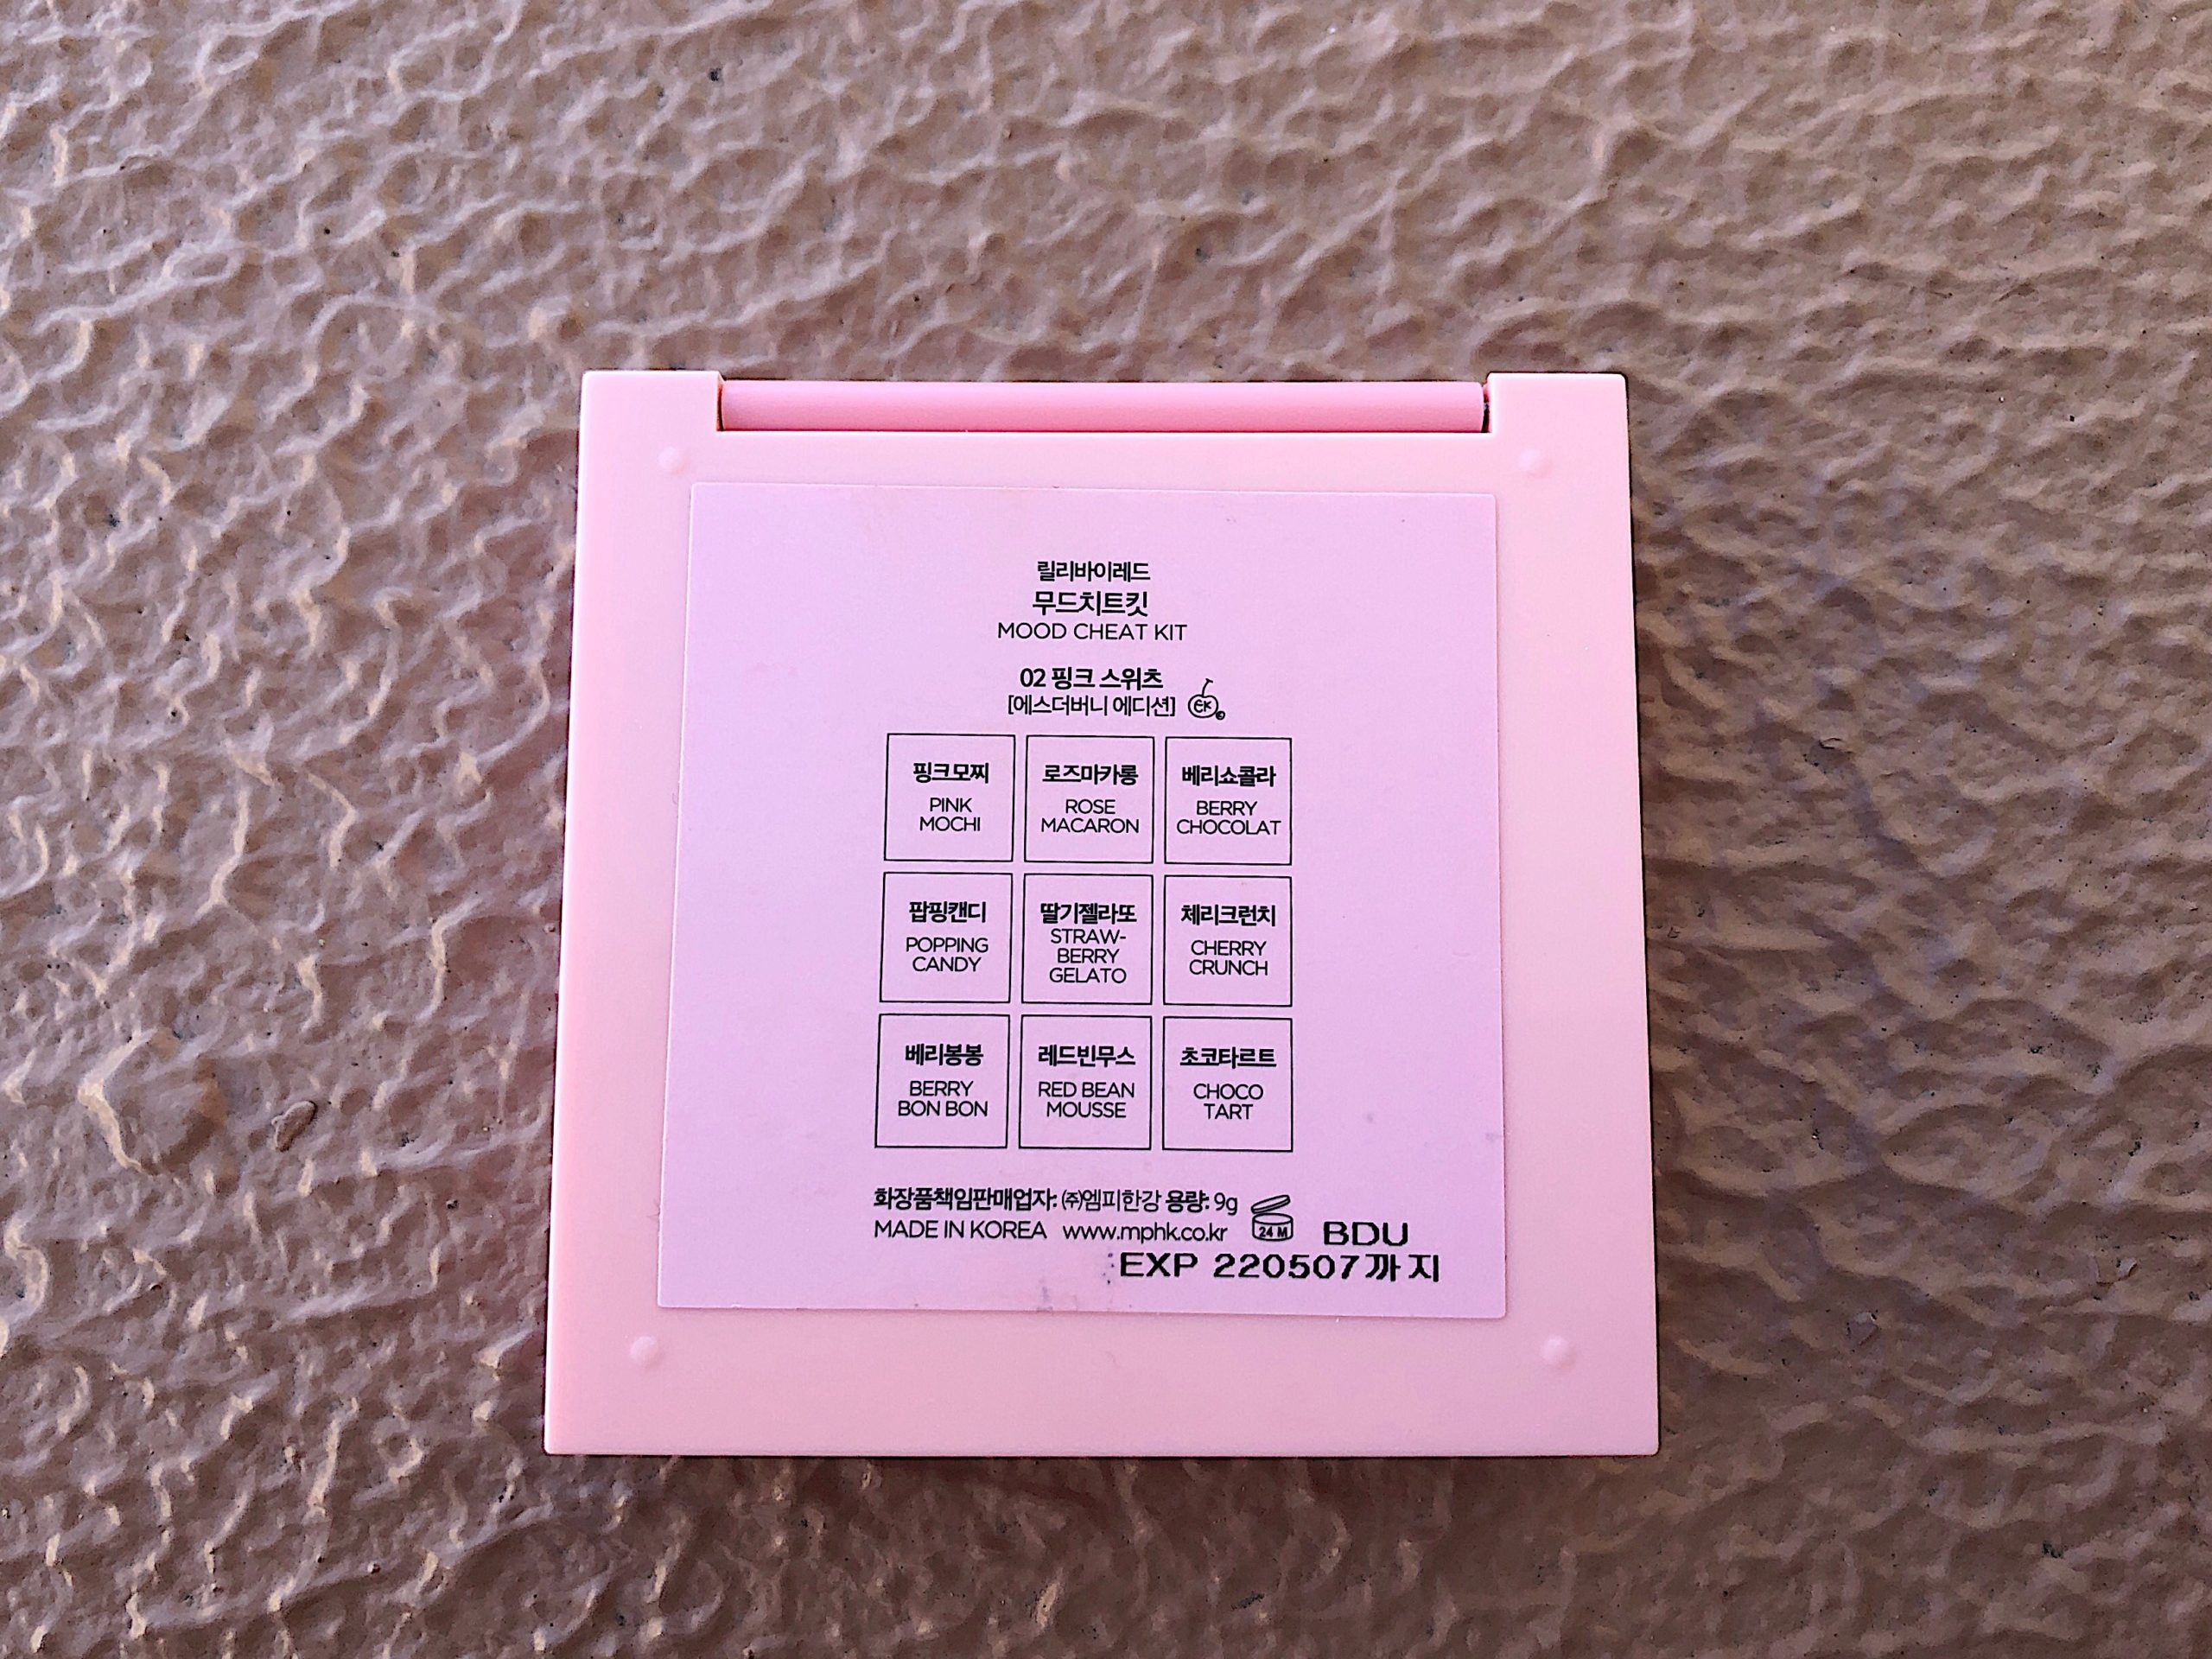 릴리바이레드
무드치트킷
MOOD CHEAT KIT
02 핑크 스위츠
[에스더버니 에디션] EK
핑크모찌
PINK
MOCHI
로즈마카롱
ROSE
MACARON
베리쇼콜라
BERRY
CHOCOLAT
팝핑캔디
POPPING
CANDY
딸기젤라또
STRAW-
BERRY
GELATO
체리크런치
CHERRY
CRUNCH
베리봉봉
BERRY
BON BON
레드빈무스
RED BEAN
MOUSSE
초코타르트
CHOCO
TART
화장품책임판매업자: ㈜엠피한강 용량: 9g
MADE IN KOREA www.mphk.co.kr 24 M BDU
EXP 220507까지